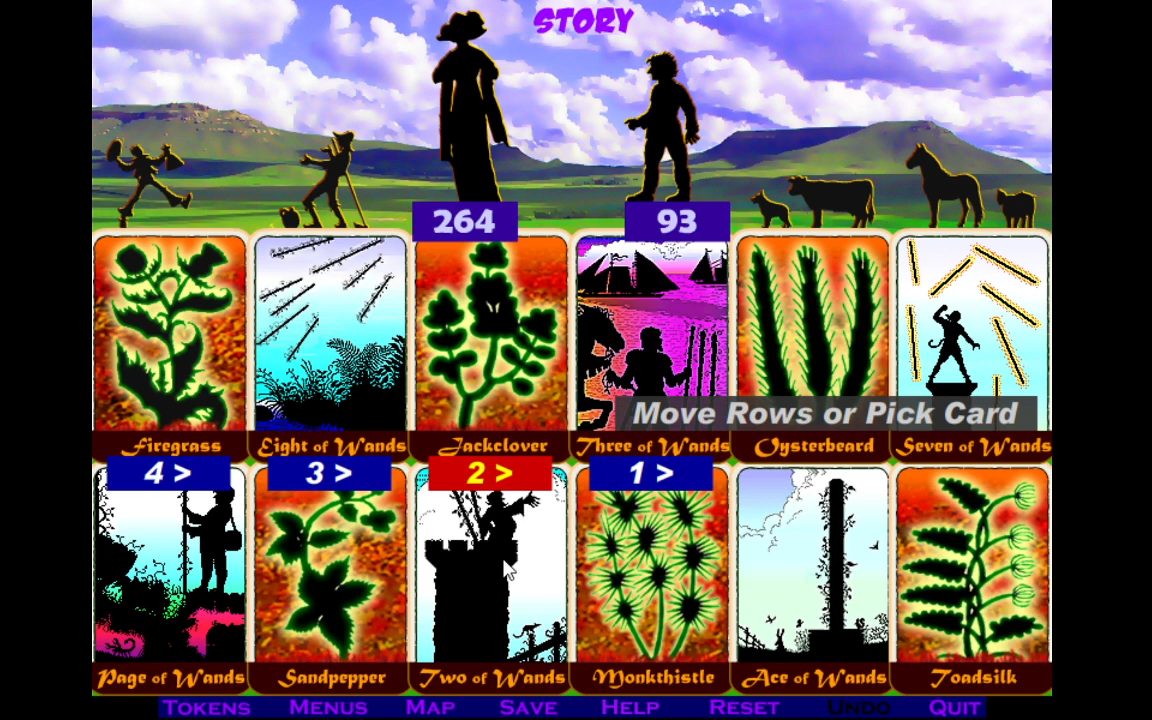 STORY
264
93
Firegrass
Eight of Wands
Jackclover
Three of Wands
Oysterbeard
Seven of Wands
Move Rows or Pick Card
4 >
3 >
2 >
1 >
Page of Wands
Sandpepper
Two of Wands
Monkthistle
Ace of Wands
Toadsilk
TOKENS MENUS MAP SAVE HELP RESET UNDO QUIT